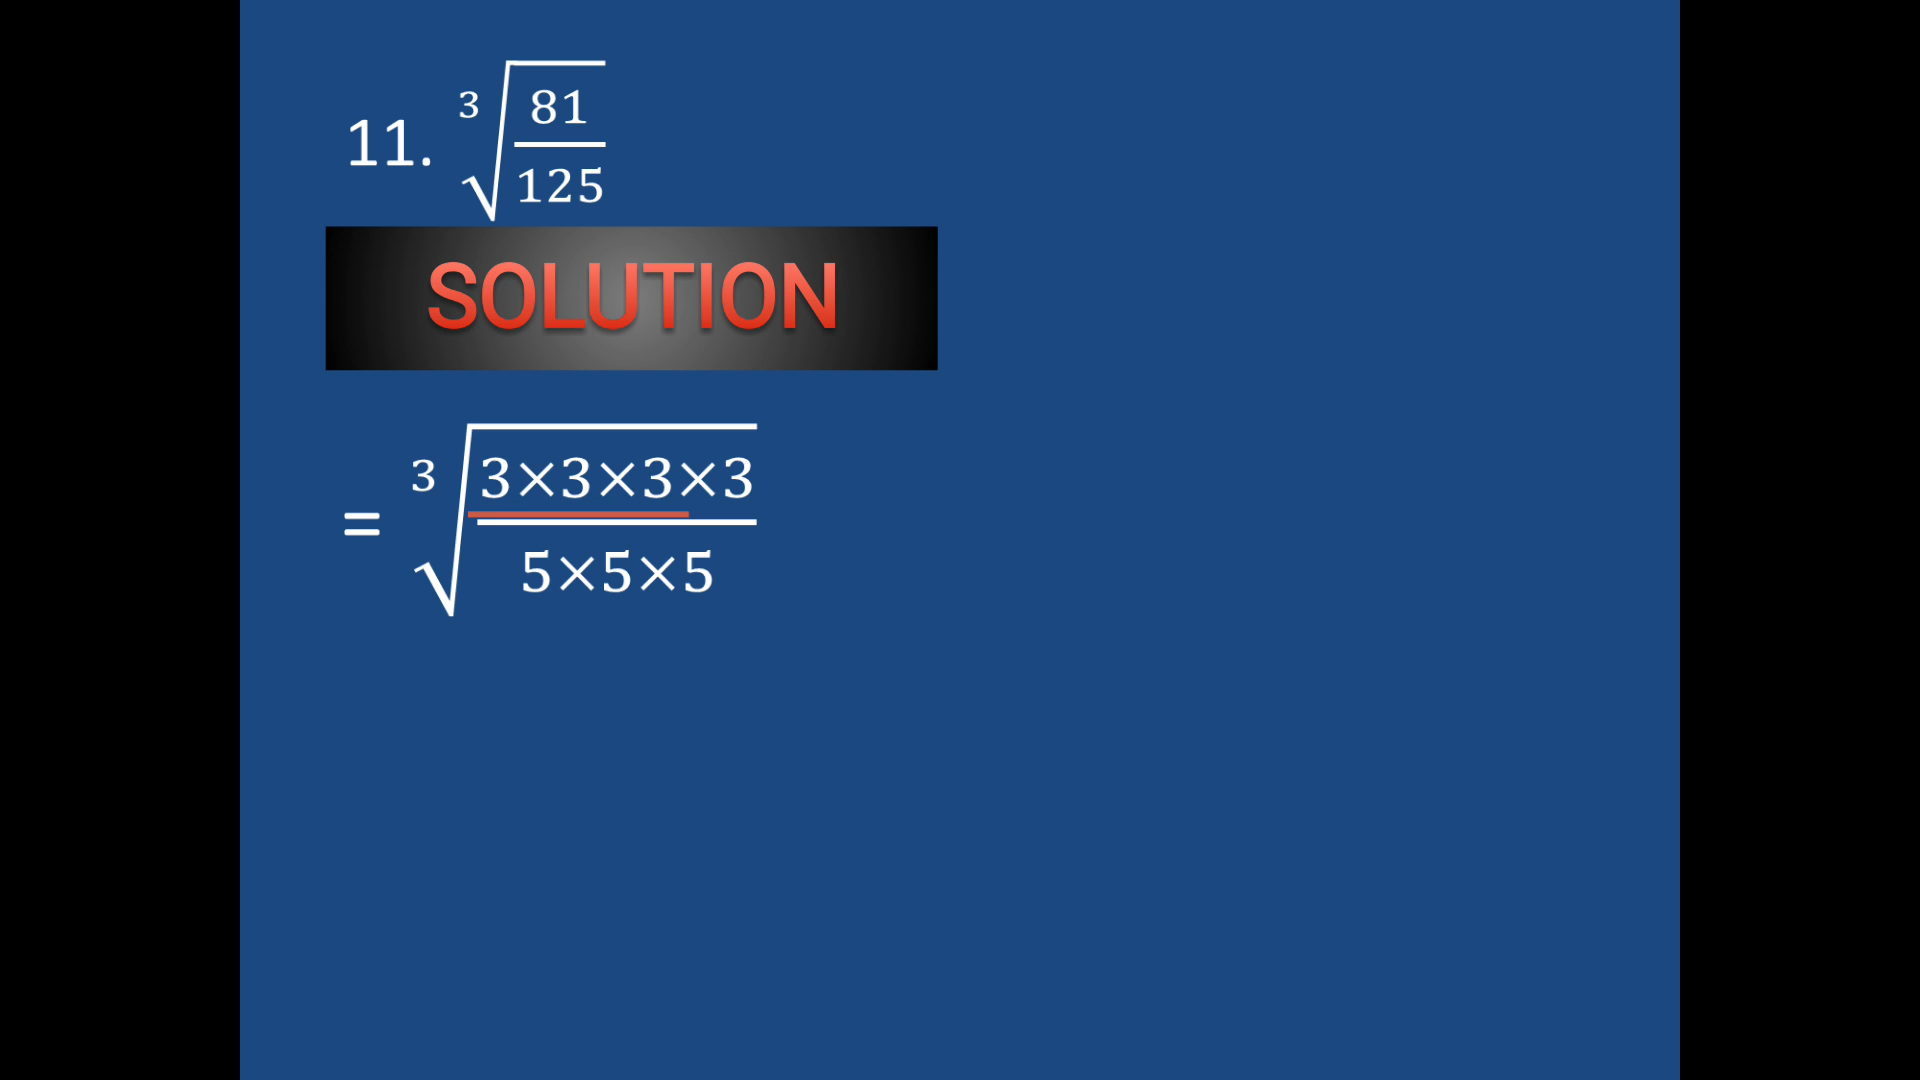 11. ∛(81/125)
SOLUTION
= ∛((3×3×3×3)/(5×5×5))